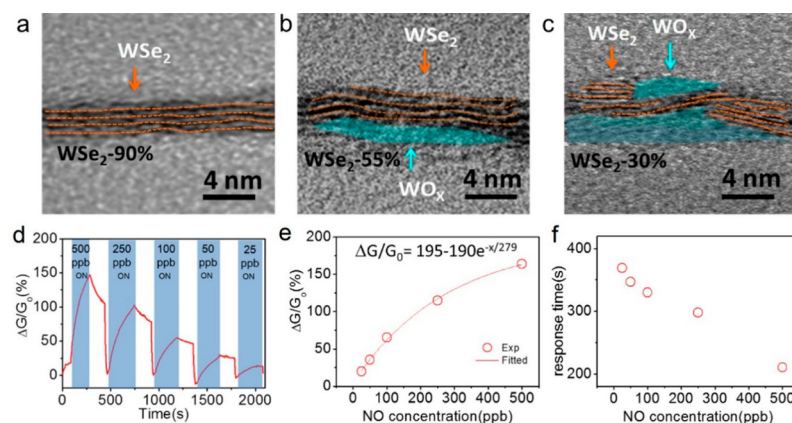 a
WSe₂
WSe₂-90%
4 nm
b
WSe₂
WSe₂-55%
WOₓ
4 nm
c
WSe₂
WOₓ
WSe₂-30%
4 nm
d
ΔG/G₀(%)
200
150
100
50
0
500 ppb ON
250 ppb ON
100 ppb ON
50 ppb ON
25 ppb ON
0 500 1000 1500 2000
Time(s)
e
ΔG/G₀(%)
200
150
100
50
0
ΔG/G₀= 195-190e^-x/279
Exp
Fitted
0 100 200 300 400 500
NO concentration(ppb)
f
response time(s)
400
300
200
0 100 200 300 400 500
NO concentration(ppb)